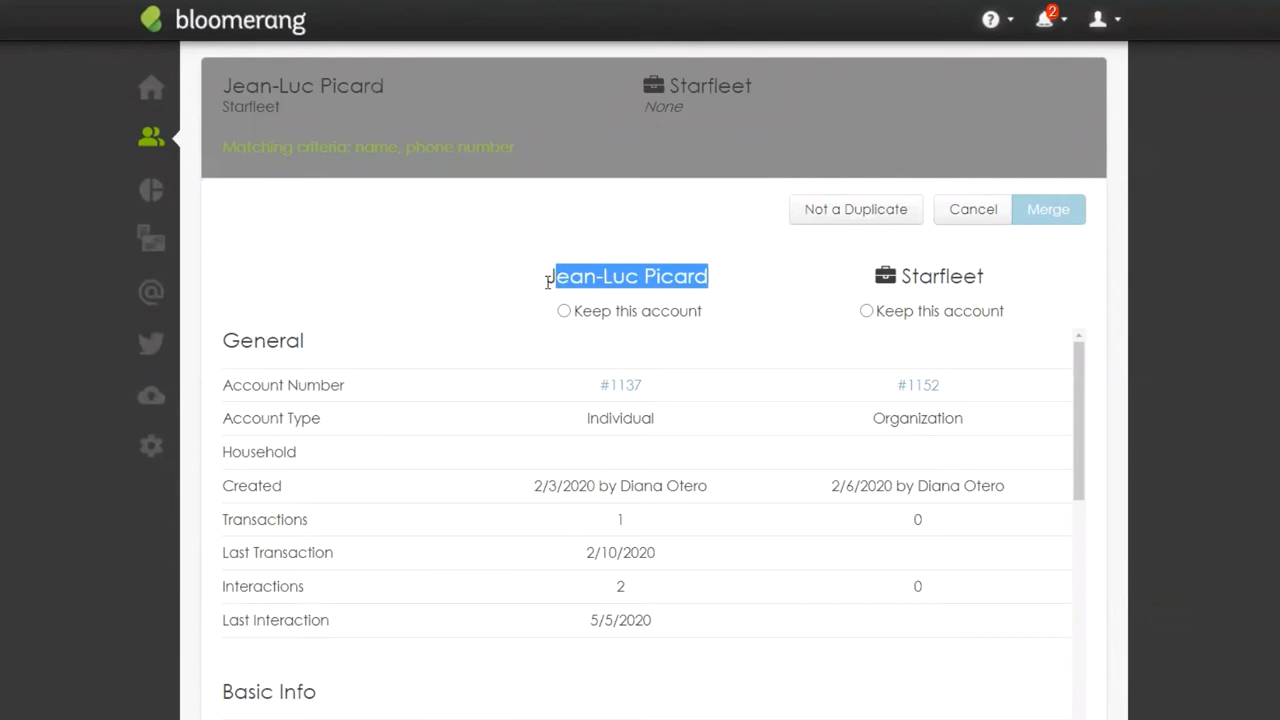 bloomerang
?
2
Jean-Luc Picard
Starfleet
Starfleet
None
Matching criteria: name, phone number
Not a Duplicate
Cancel
Merge
Jean-Luc Picard
Starfleet
Keep this account
Keep this account
General
Account Number #1137 #1152
Account Type Individual Organization
Household
Created 2/3/2020 by Diana Otero 2/6/2020 by Diana Otero
Transactions 1 0
Last Transaction 2/10/2020
Interactions 2 0
Last Interaction 5/5/2020
Basic Info